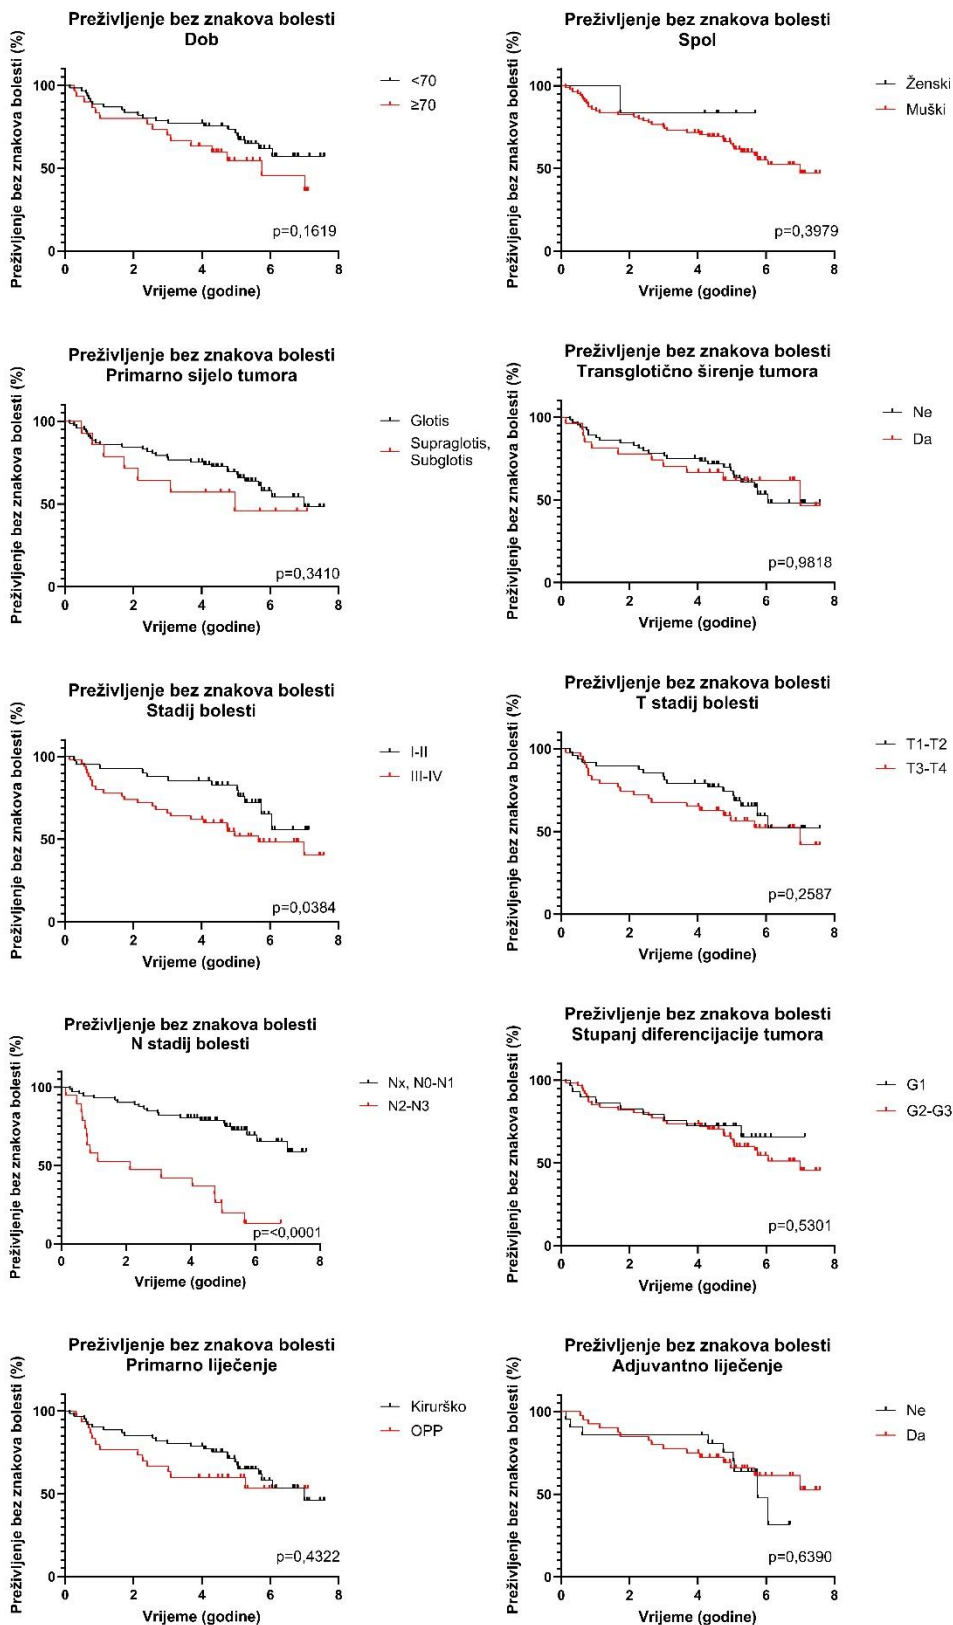 Preživljenje bez znakova bolesti
Dob
Preživljenje bez znakova bolesti (%)
100
50
0
0 2 4 6 8
Vrijeme (godine)
<70
≥70
p=0,1619
Preživljenje bez znakova bolesti
Spol
Preživljenje bez znakova bolesti (%)
100
50
0
0 2 4 6 8
Vrijeme (godine)
Ženski
Muški
p=0,3979
Preživljenje bez znakova bolesti
Primarno sijelo tumora
Preživljenje bez znakova bolesti (%)
100
50
0
0 2 4 6 8
Vrijeme (godine)
Glotis
Supraglotis,
Subglotis
p=0,3410
Preživljenje bez znakova bolesti
Transglotično širenje tumora
Preživljenje bez znakova bolesti (%)
100
50
0
0 2 4 6 8
Vrijeme (godine)
Ne
Da
p=0,9818
Preživljenje bez znakova bolesti
Stadij bolesti
Preživljenje bez znakova bolesti (%)
100
50
0
0 2 4 6 8
Vrijeme (godine)
I-II
III-IV
p=0,0384
Preživljenje bez znakova bolesti
T stadij bolesti
Preživljenje bez znakova bolesti (%)
100
50
0
0 2 4 6 8
Vrijeme (godine)
T1-T2
T3-T4
p=0,2587
Preživljenje bez znakova bolesti
N stadij bolesti
Preživljenje bez znakova bolesti (%)
100
50
0
0 2 4 6 8
Vrijeme (godine)
Nx, N0-N1
N2-N3
p=<0,0001
Preživljenje bez znakova bolesti
Stupanj diferencijacije tumora
Preživljenje bez znakova bolesti (%)
100
50
0
0 2 4 6 8
Vrijeme (godine)
G1
G2-G3
p=0,5301
Preživljenje bez znakova bolesti
Primarno liječenje
Preživljenje bez znakova bolesti (%)
100
50
0
0 2 4 6 8
Vrijeme (godine)
Kirurško
OPP
p=0,4322
Preživljenje bez znakova bolesti
Adjuvantno liječenje
Preživljenje bez znakova bolesti (%)
100
50
0
0 2 4 6 8
Vrijeme (godine)
Ne
Da
p=0,6390